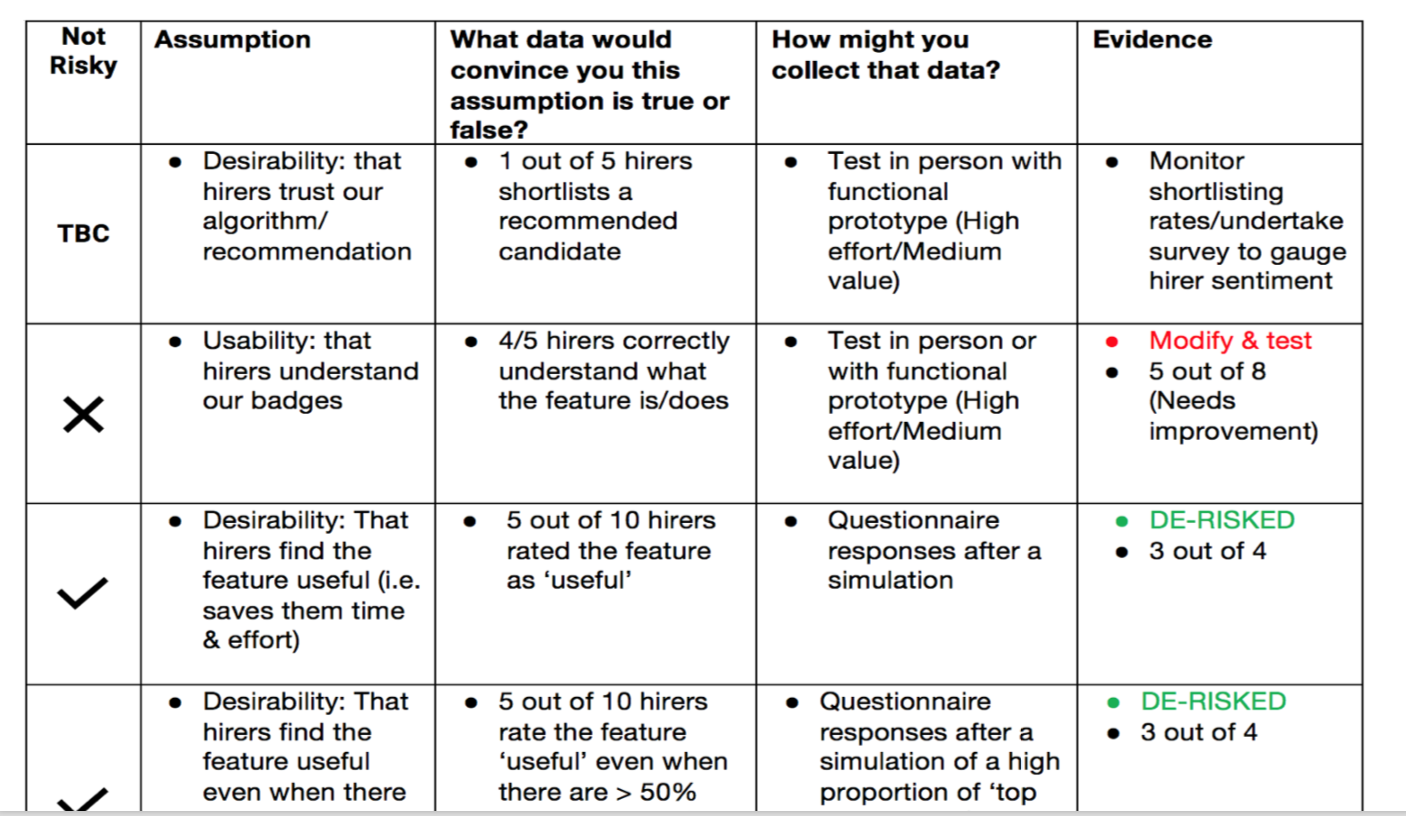 Not
Risky
Assumption
What data would
convince you this
assumption is true or
false?
How might you
collect that data?
Evidence
TBC
● Desirability: that
hirers trust our
algorithm/
recommendation
● 1 out of 5 hirers
shortlists a
recommended
candidate
● Test in person with
functional
prototype (High
effort/Medium
value)
● Monitor
shortlisting
rates/undertake
survey to gauge
hirer sentiment
● Usability: that
hirers understand
our badges
● 4/5 hirers correctly
understand what
the feature is/does
● Test in person or
with functional
prototype (High
effort/Medium
value)
● Modify & test
● 5 out of 8
(Needs
improvement)
● Desirability: That
hirers find the
feature useful (i.e.
saves them time
& effort)
● 5 out of 10 hirers
rated the feature
as ‘useful’
● Questionnaire
responses after a
simulation
● DE-RISKED
● 3 out of 4
● Desirability: That
hirers find the
feature useful
even when there
● 5 out of 10 hirers
rate the feature
‘useful’ even when
there are > 50%
● Questionnaire
responses after a
simulation of a high
proportion of ‘top
● DE-RISKED
● 3 out of 4